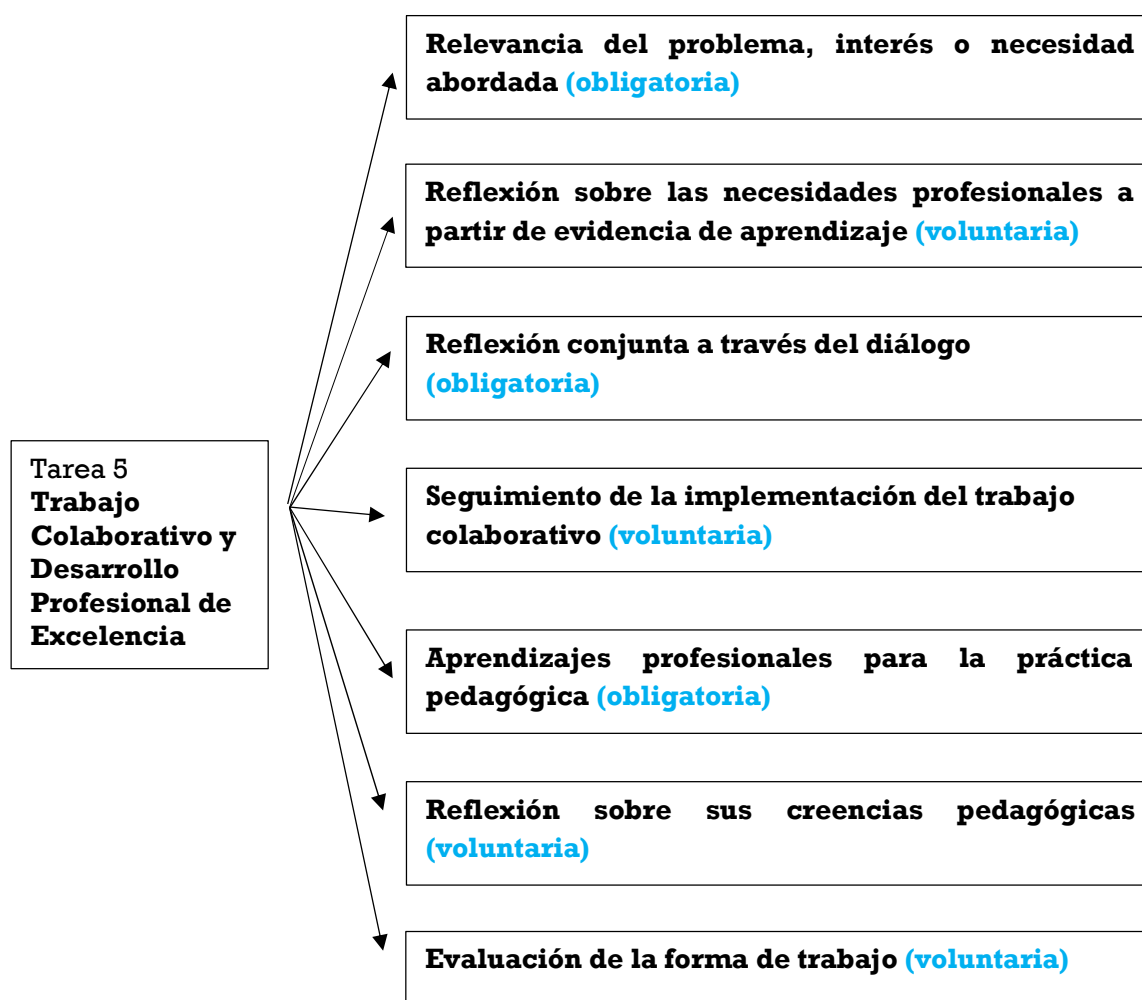 Relevancia del problema, interés o necesidad
abordada (obligatoria)
Reflexión sobre las necesidades profesionales a
partir de evidencia de aprendizaje (voluntaria)
Reflexión conjunta a través del diálogo
(obligatoria)
Tarea 5
Trabajo
Colaborativo y
Desarrollo
Profesional de
Excelencia
Seguimiento de la implementación del trabajo
colaborativo (voluntaria)
Aprendizajes profesionales para la práctica
pedagógica (obligatoria)
Reflexión sobre sus creencias pedagógicas
(voluntaria)
Evaluación de la forma de trabajo (voluntaria)